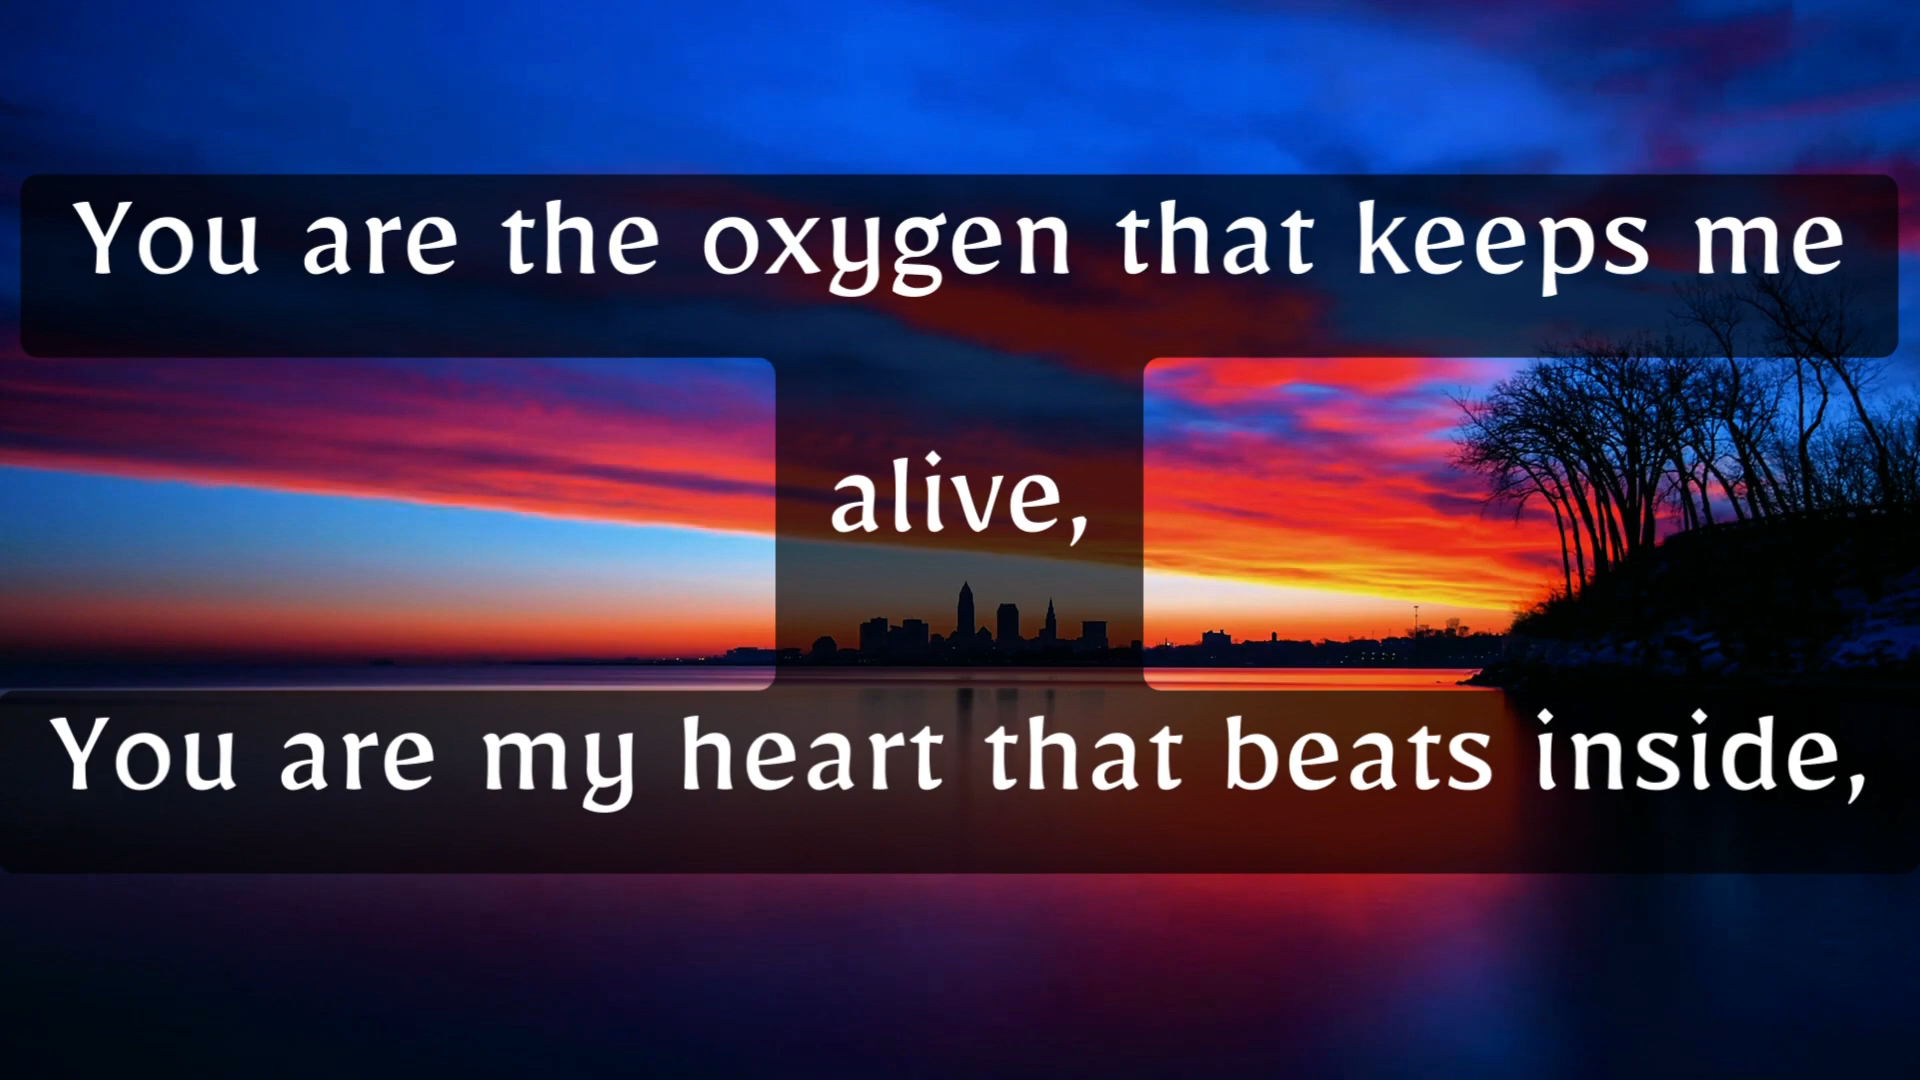 You are the oxygen that keeps me
alive,
You are my heart that beats inside,